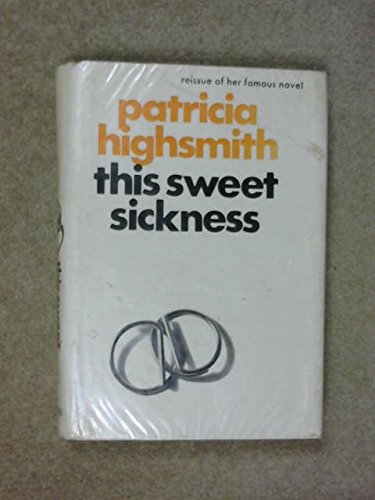 reissue of her famous novel
patricia
highsmith
this sweet
sickness